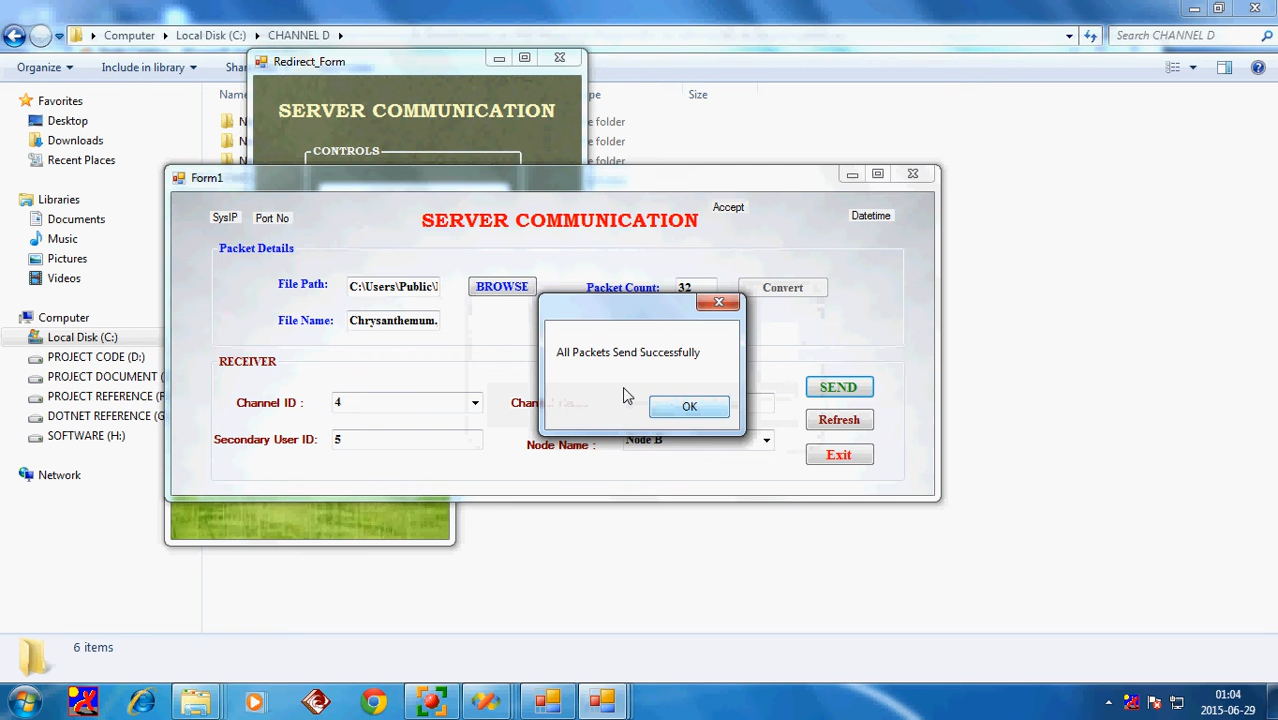 Computer ▸ Local Disk (C:) ▸ CHANNEL D ▸
Search CHANNEL D
Organize
Include in library
Favorites
Desktop
Downloads
Recent Places
Libraries
Documents
Music
Pictures
Videos
Computer
Local Disk (C:)
PROJECT CODE (D:)
PROJECT DOCUMENT (
PROJECT REFERENCE (
DOTNET REFERENCE (
SOFTWARE (H:)
Network
Size
folder
folder
folder
Redirect_Form
SERVER COMMUNICATION
CONTROLS
Form1
SysIP
Port No
SERVER COMMUNICATION
Accept
Datetime
Packet Details
File Path:
C:\Users\Public\
BROWSE
Packet Count:
32
Convert
File Name:
Chrysanthemum.
RECEIVER
Channel ID :
4
SEND
Refresh
Secondary User ID:
5
Node Name :
Node B
Exit
All Packets Send Successfully
OK
6 items
01:04
2015-06-29